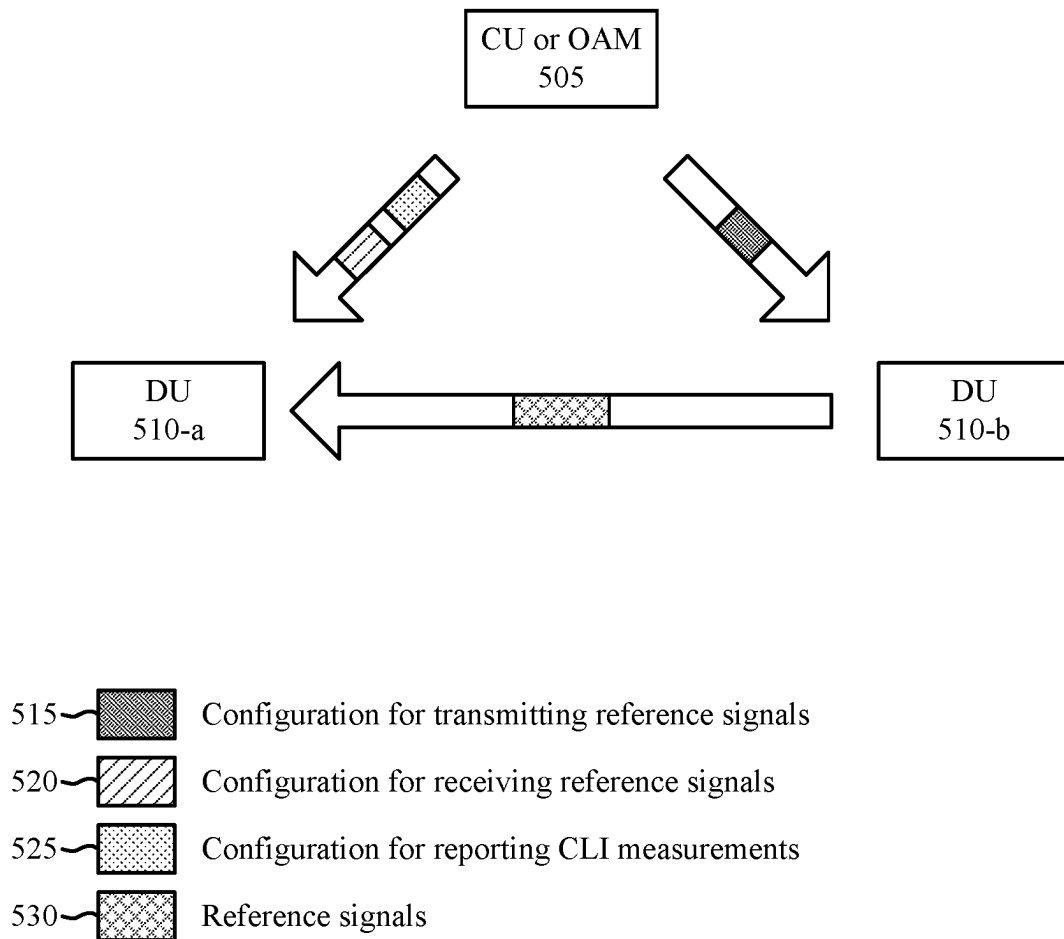 CU or OAM
505
DU
510-a
DU
510-b
515 Configuration for transmitting reference signals
520 Configuration for receiving reference signals
525 Configuration for reporting CLI measurements
530 Reference signals